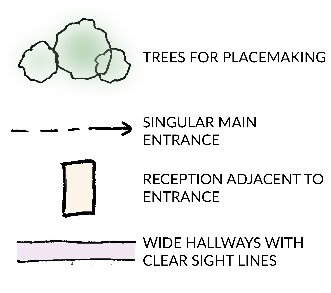 TREES FOR PLACEMAKING
SINGULAR MAIN
ENTRANCE
RECEPTION ADJACENT TO
ENTRANCE
WIDE HALLWAYS WITH
CLEAR SIGHT LINES